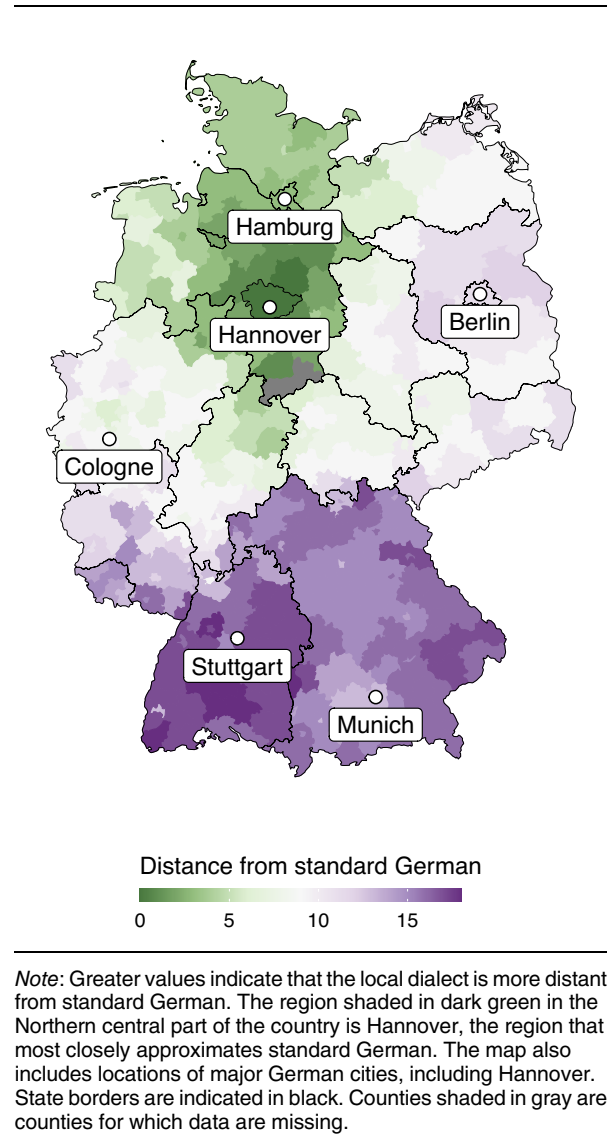 Hamburg
Hannover
Berlin
Cologne
Stuttgart
Munich
Distance from standard German
0 5 10 15
Note: Greater values indicate that the local dialect is more distant
from standard German. The region shaded in dark green in the
Northern central part of the country is Hannover, the region that
most closely approximates standard German. The map also
includes locations of major German cities, including Hannover.
State borders are indicated in black. Counties shaded in gray are
counties for which data are missing.